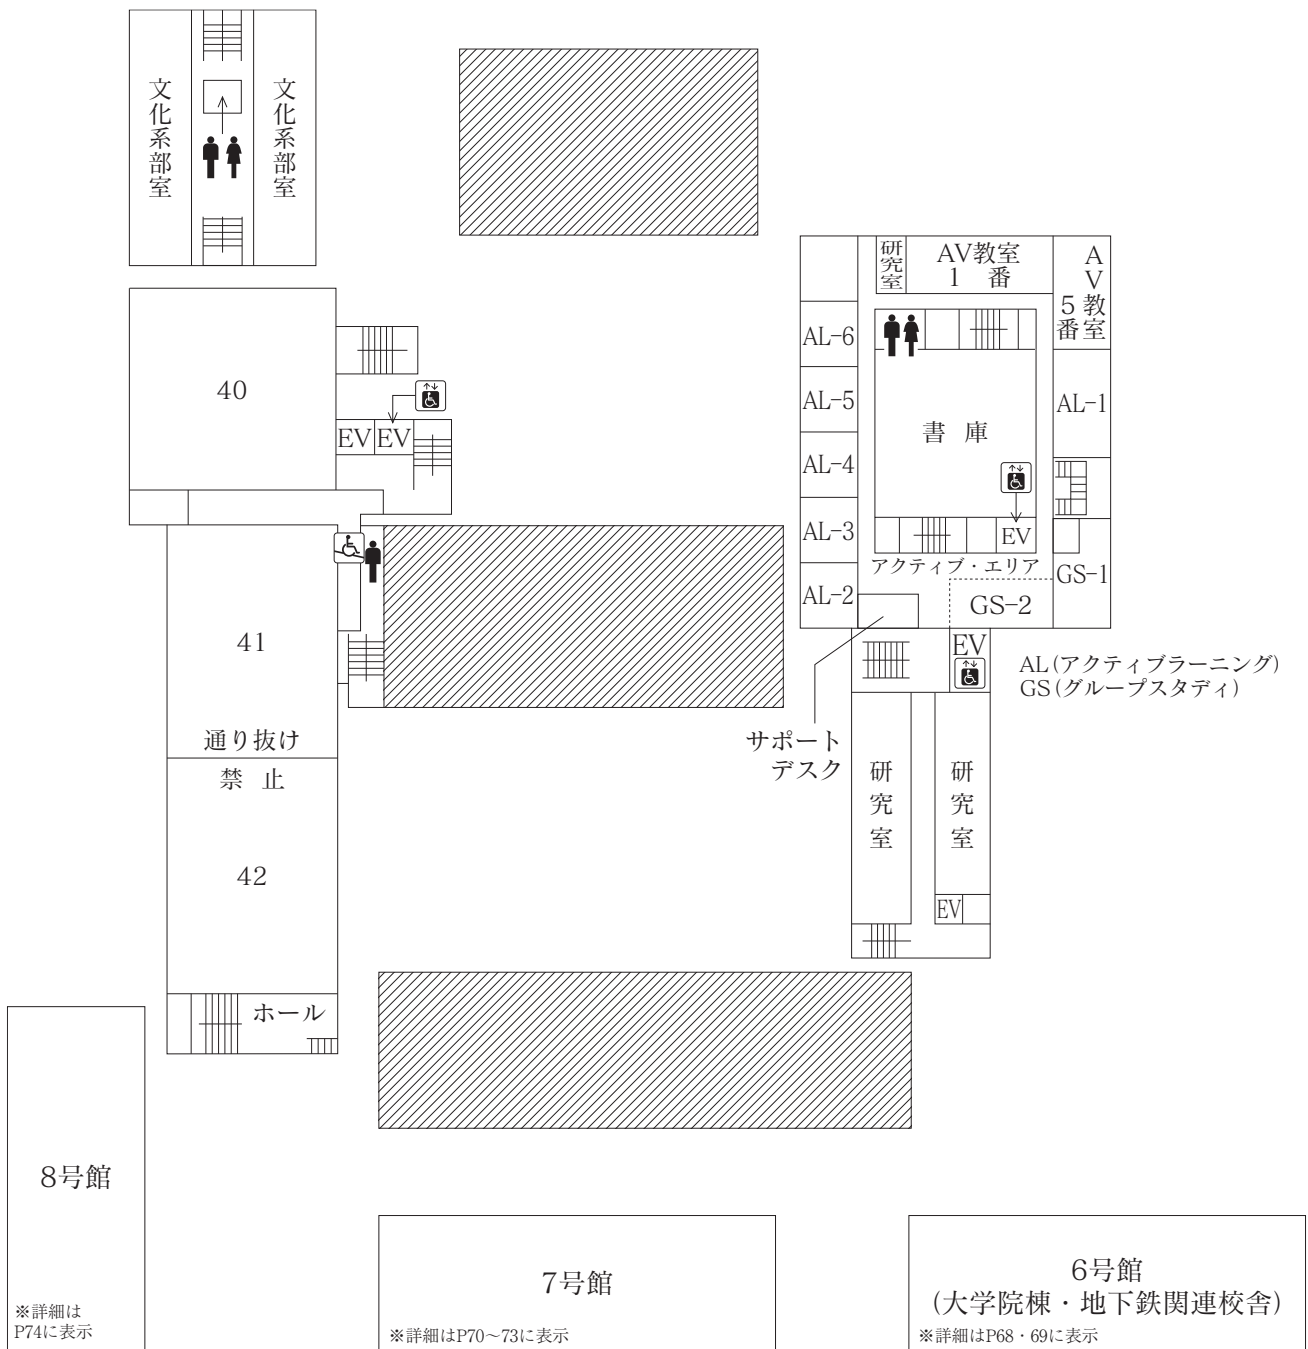 文化系部室
文化系部室
研究室
AV教室
1 番
AV教室
5番
AL-6
AL-5
AL-4
AL-3
AL-2
書 庫
AL-1
EV
アクティブ・エリア
GS-1
GS-2
EV
AL(アクティブラーニング)
GS(グループスタディ)
サポート
デスク
研究室
研究室
EV
40
EV
EV
41
通り抜け
禁 止
42
ホール
8号館
※詳細は
P74に表示
7号館
※詳細はP70~73に表示
6号館
(大学院棟・地下鉄関連校舎)
※詳細はP68・69に表示